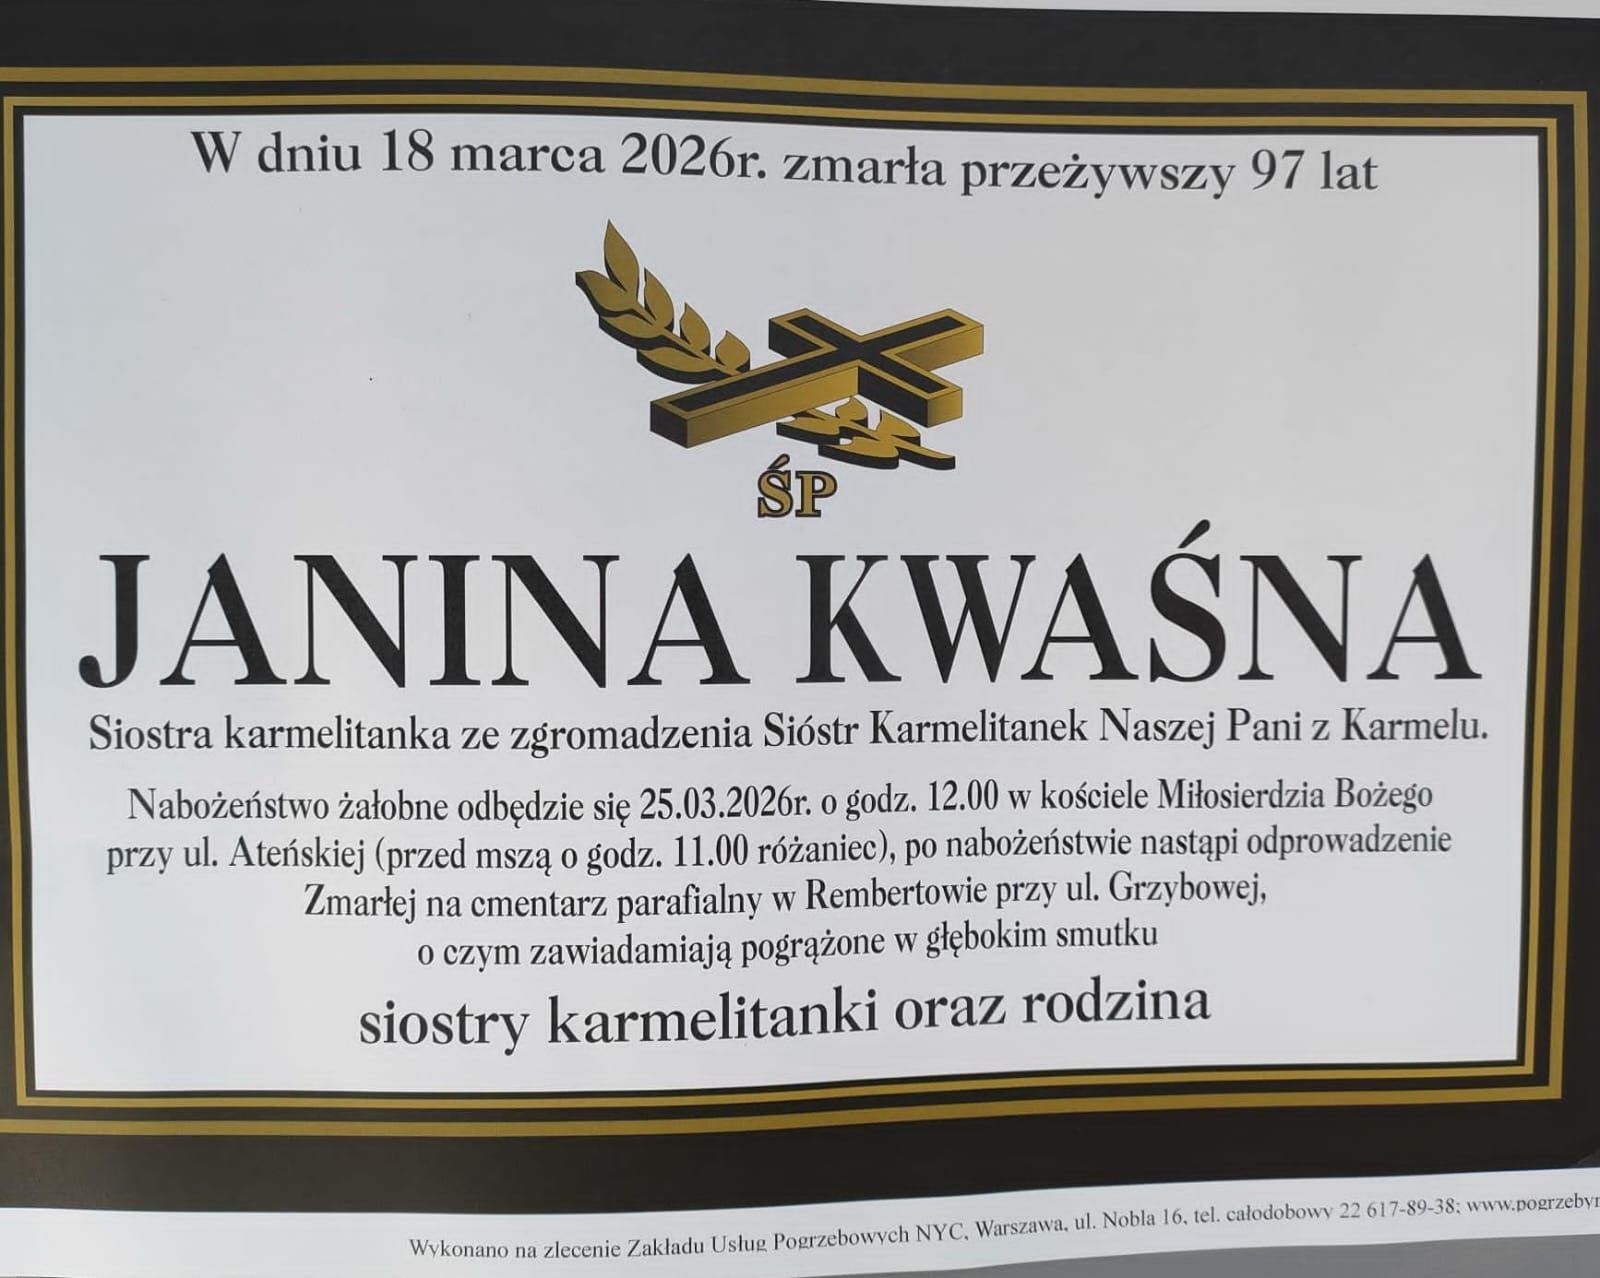 W dniu 18 marca 2026r. zmarła przeżywszy 97 lat
ŚP
JANINA KWAŚNA
Siostra karmelitanka ze zgromadzenia Sióstr Karmelitanek Naszej Pani z Karmelu.
Nabożeństwo żałobne odbędzie się 25.03.2026r. o godz. 12.00 w kościele Miłosierdzia Bożego
przy ul. Ateńskiej (przed mszą o godz. 11.00 różaniec), po nabożeństwie nastąpi odprowadzenie
Zmarłej na cmentarz parafialny w Rembertowie przy ul. Grzybowej,
o czym zawiadamiają pogrążone w głębokim smutku
siostry karmelitanki oraz rodzina
Wykonano na zlecenie Zakładu Usług Pogrzebowych NYC, Warszawa, ul. Nobla 16, tel. całodobowy 22 617-89-38;